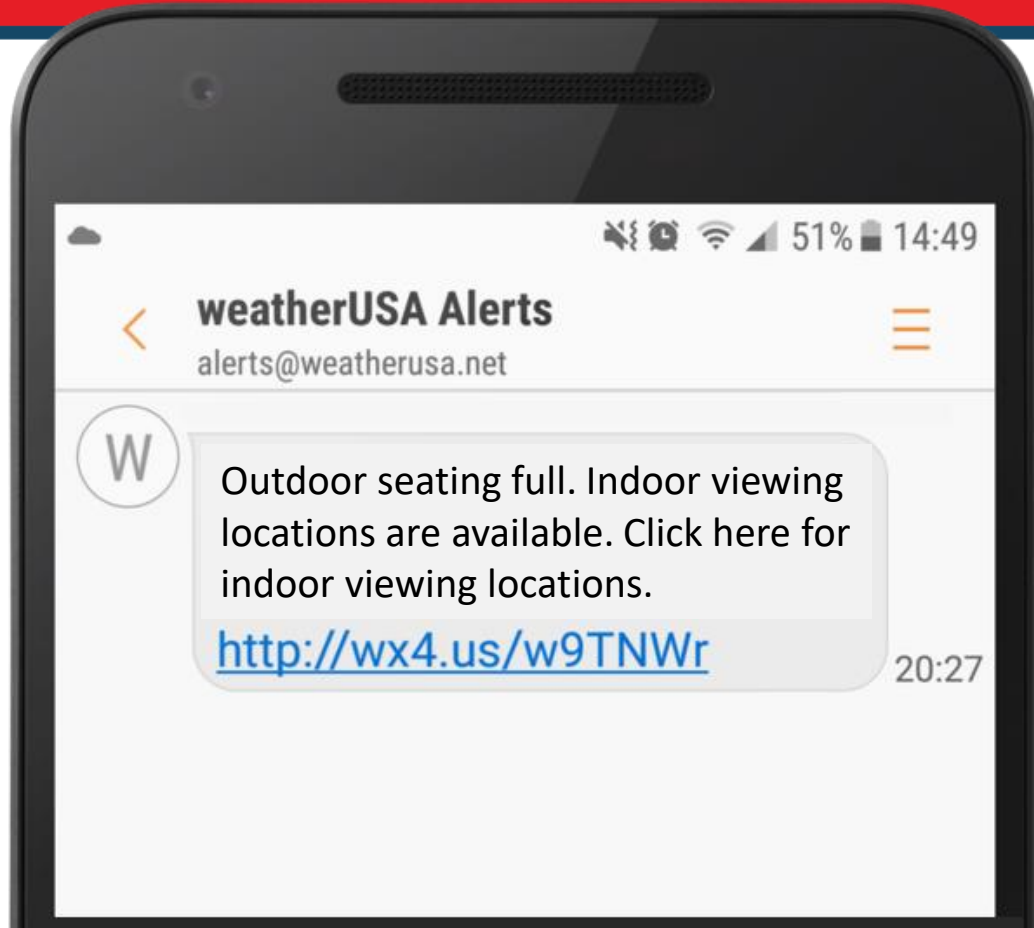 51% 14:49
weatherUSA Alerts
alerts@weatherusa.net
W
Outdoor seating full. Indoor viewing
locations are available. Click here for
indoor viewing locations.
http://wx4.us/w9TNWr
20:27